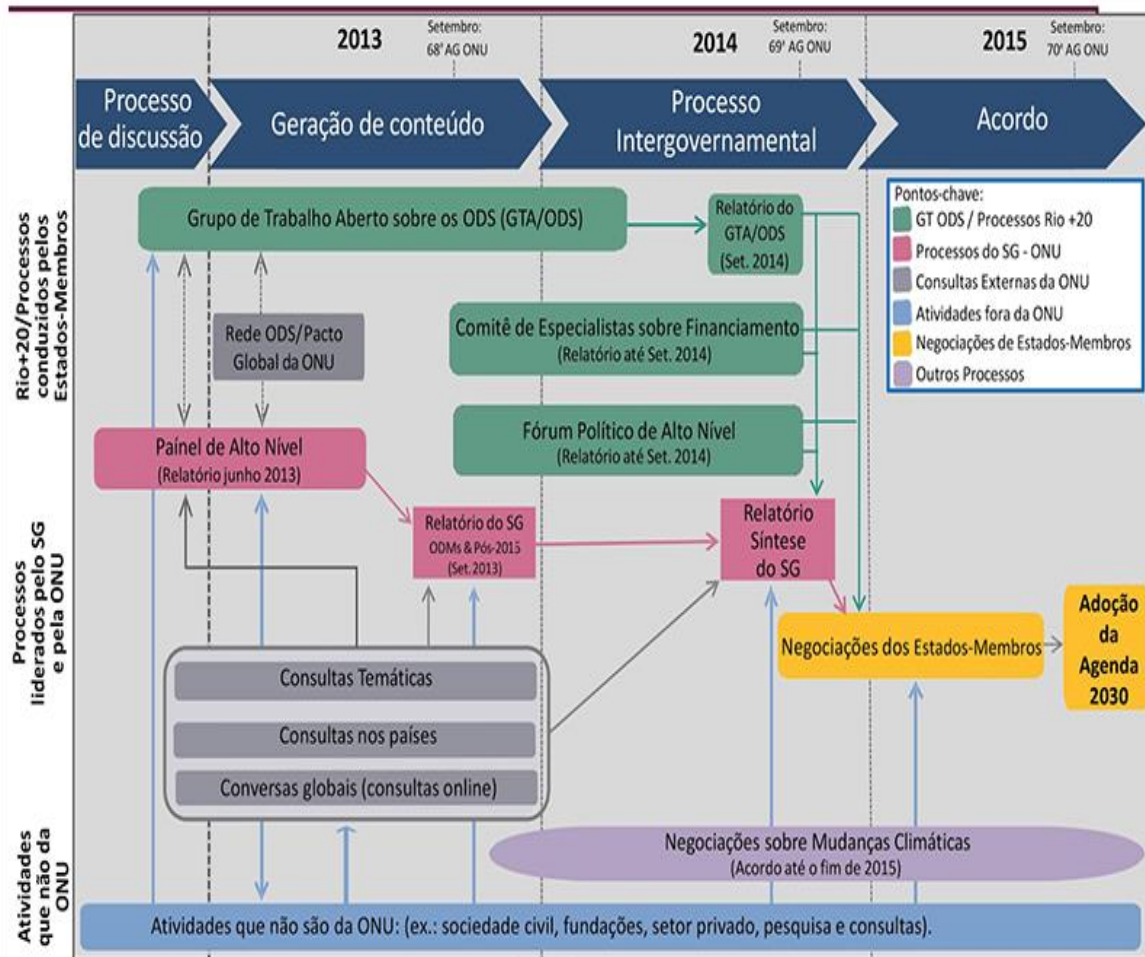 2013
Setembro:
68ª AG ONU
2014
Setembro:
69ª AG ONU
2015
Setembro:
70ª AG ONU
Processo
de discussão
Geração de conteúdo
Processo
Intergovernamental
Acordo
Rio+20/Processos
conduzidos pelos
Estados-Membros
Grupo de Trabalho Aberto sobre os ODS (GTA/ODS)
Relatório do
GTA/ODS
(Set. 2014)
Pontos-chave:
GT ODS / Processos Rio +20
Processos do SG - ONU
Consultas Externas da ONU
Atividades fora da ONU
Negociações de Estados-Membros
Outros Processos
Rede ODS/Pacto
Global da ONU
Comitê de Especialistas sobre Financiamento
(Relatório até Set. 2014)
Fórum Político de Alto Nível
(Relatório até Set. 2014)
Processos
liderados pelo SG
e pela ONU
Paínel de Alto Nível
(Relatório junho 2013)
Relatório do SG
ODMs & Pós-2015
(Set. 2013)
Relatório
Síntese
do SG
Negociações dos Estados-Membros
Adoção
da
Agenda
2030
Consultas Temáticas
Consultas nos países
Conversas globais (consultas online)
Atividades
que não da
ONU
Negociações sobre Mudanças Climáticas
(Acordo até o fim de 2015)
Atividades que não são da ONU: (ex.: sociedade civil, fundações, setor privado, pesquisa e consultas).